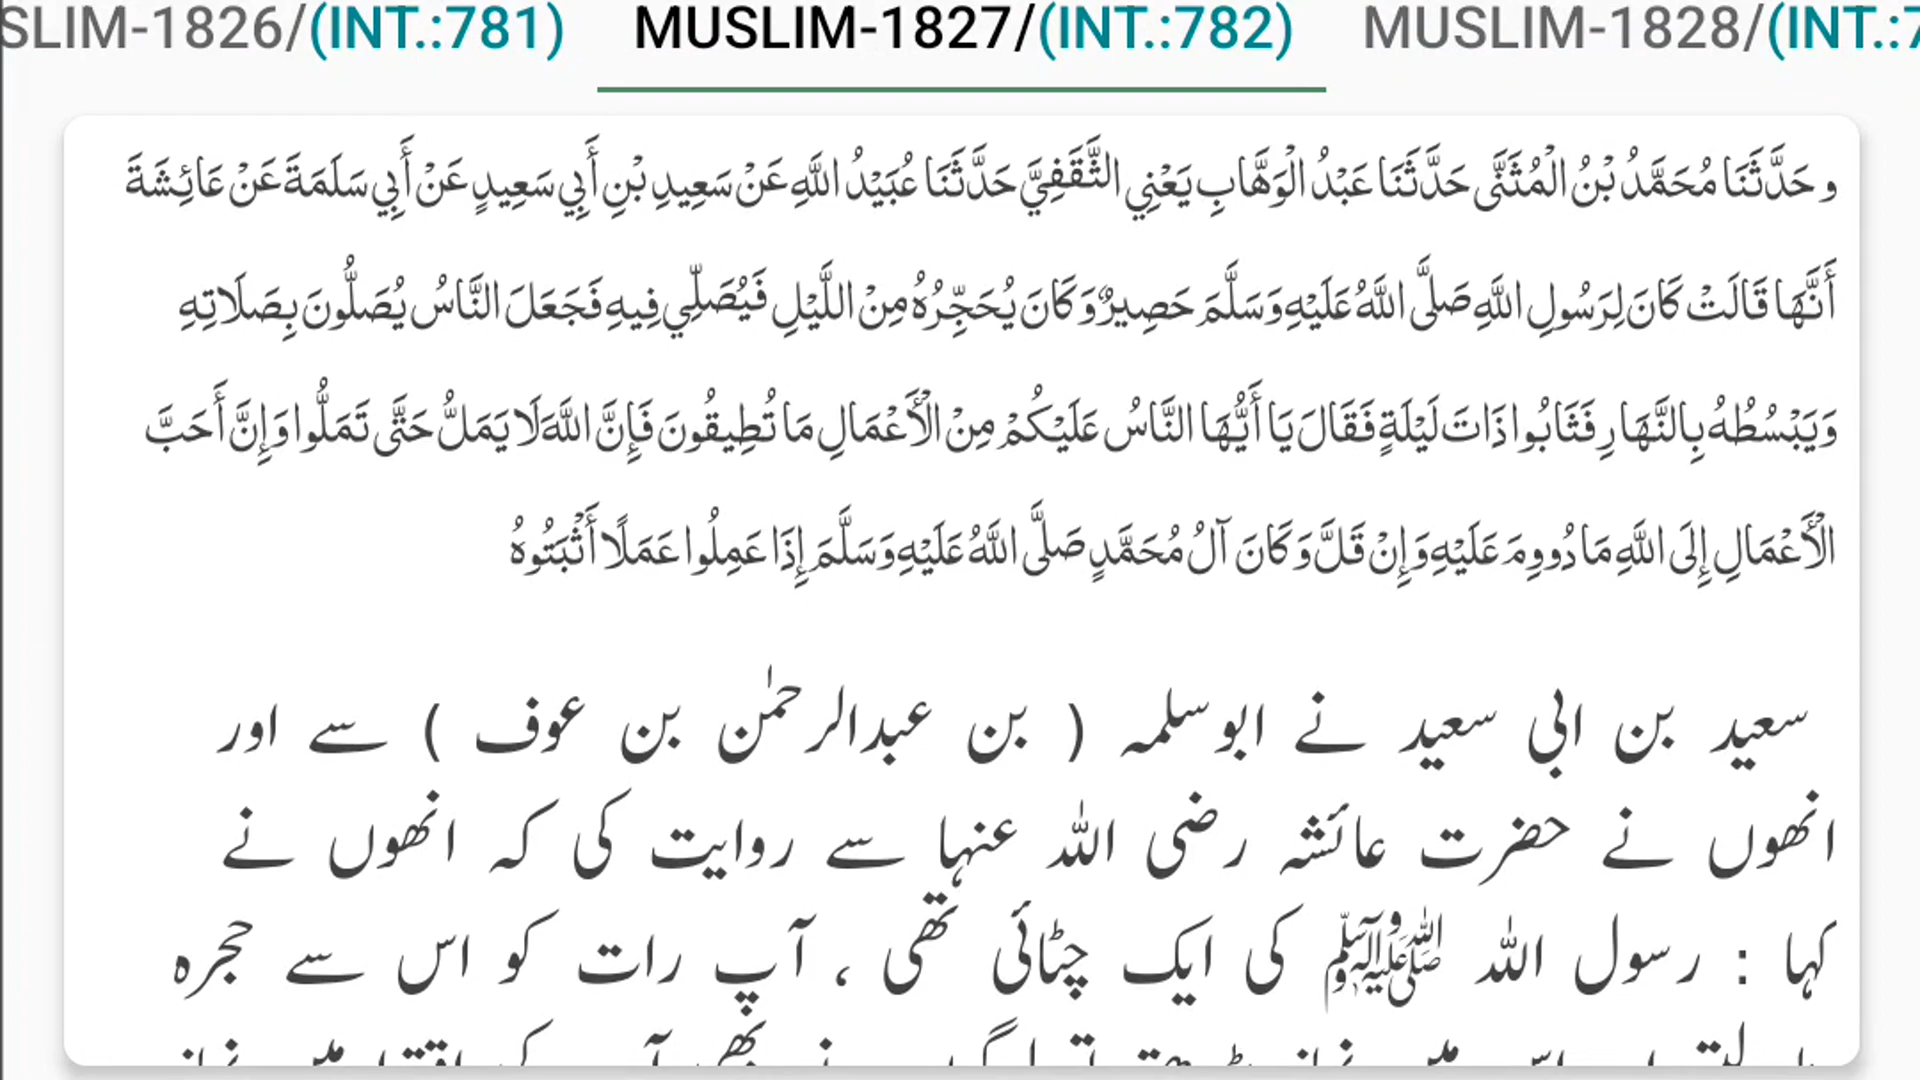 SLIM-1826/(INT.:781) MUSLIM-1827/(INT.:782) MUSLIM-1828/(INT.:7
و حَدَّثَنَا مُحَمَّدُ بْنُ الْمُثَنَّى حَدَّثَنَا عَبْدُ الْوَهَّابِ يَعْنِي الثَّقَفِيَّ حَدَّثَنَا عُبَيْدُ اللَّهِ عَنْ سَعِيدِ بْنِ أَبِي سَعِيدٍ عَنْ أَبِي سَلَمَةَ عَنْ عَائِشَةَ
أَنَّهَا قَالَتْ كَانَ لِرَسُولِ اللَّهِ صَلَّى اللَّهُ عَلَيْهِ وَسَلَّمَ حَصِيرٌ وَكَانَ يُحَجِّرُهُ مِنْ اللَّيْلِ فَيُصَلِّي فِيهِ فَجَعَلَ النَّاسُ يُصَلُّونَ بِصَلَاتِهِ
وَيَبْسُطُهُ بِالنَّهَارِ فَثَابُوا ذَاتَ لَيْلَةٍ فَقَالَ يَا أَيُّهَا النَّاسُ عَلَيْكُمْ مِنْ الْأَعْمَالِ مَا تُطِيقُونَ فَإِنَّ اللَّهَ لَا يَمَلُّ حَتَّى تَمَلُّوا وَإِنَّ أَحَبَّ
الْأَعْمَالِ إِلَى اللَّهِ مَا دُووِمَ عَلَيْهِ وَإِنْ قَلَّ وَكَانَ آلُ مُحَمَّدٍ صَلَّى اللَّهُ عَلَيْهِ وَسَلَّمَ إِذَا عَمِلُوا عَمَلًا أَثْبَتُوهُ
سعید بن ابی سعید نے ابوسلمہ ( بن عبدالرحمٰن بن عوف ) سے اور
انھوں نے حضرت عائشہ رضی اللہ عنہا سے روایت کی کہ انھوں نے
کہا : رسول اللہ ﷺ کی ایک چٹائی تھی ، آپ رات کو اس سے حجرہ